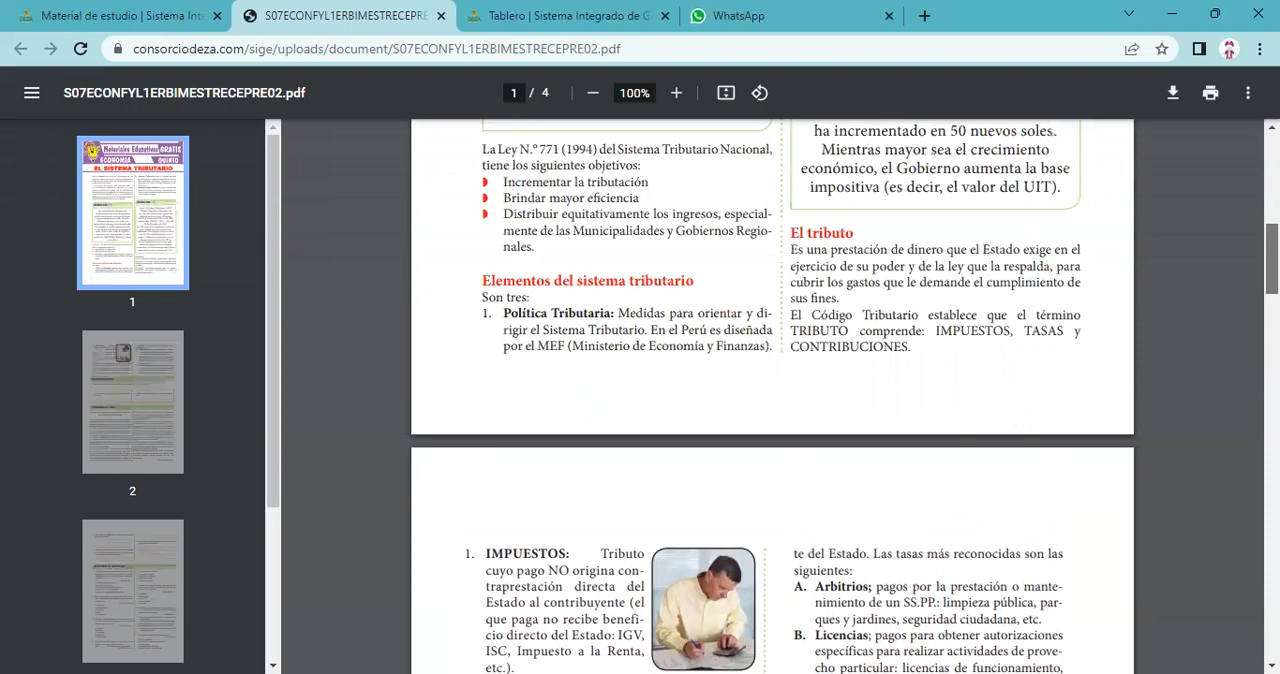 Material de estudio | Sistema Inte
S07ECONFYL1ERBIMESTRECEPRE
Tablero | Sistema Integrado de G
WhatsApp
consorciodeza.com/sige/uploads/document/S07ECONFYL1ERBIMESTRECEPRE02.pdf
S07ECONFYL1ERBIMESTRECEPRE02.pdf
1 / 4
100%
Materiales Educativos GRATIS
ECONOMIA QUINTO
EL SISTEMA TRIBUTARIO
1
2
La Ley N.° 771 (1994) del Sistema Tributario Nacional,
tiene los siguientes objetivos:
Incrementar la tributación
Brindar mayor eficiencia
Distribuir equitativamente los ingresos, especial-
mente de las Municipalidades y Gobiernos Regio-
nales.
Elementos del sistema tributario
Son tres:
1. Política Tributaria: Medidas para orientar y di-
rigir el Sistema Tributario. En el Perú es diseñada
por el MEF (Ministerio de Economía y Finanzas).
ha incrementado en 50 nuevos soles.
Mientras mayor sea el crecimiento
económico, el Gobierno aumenta la base
impositiva (es decir, el valor del UIT).
El tributo
Es una prestación de dinero que el Estado exige en el
ejercicio de su poder y de la ley que la respalda, para
cubrir los gastos que le demande el cumplimiento de
sus fines.
El Código Tributario establece que el término
TRIBUTO comprende: IMPUESTOS, TASAS y
CONTRIBUCIONES.
1. IMPUESTOS: Tributo
cuyo pago NO origina con-
traprestación directa del
Estado al contribuyente (el
que paga no recibe benefi-
cio directo del Estado: IGV,
ISC, Impuesto a la Renta,
etc.).
te del Estado. Las tasas más reconocidas son las
siguientes:
A. Arbitrios; pagos por la prestación o mante-
nimiento de un SS.PP.: limpieza pública, par-
ques y jardines, seguridad ciudadana, etc.
B. Licencias; pagos para obtener autorizaciones
específicas para realizar actividades de prove-
cho particular: licencias de funcionamiento,